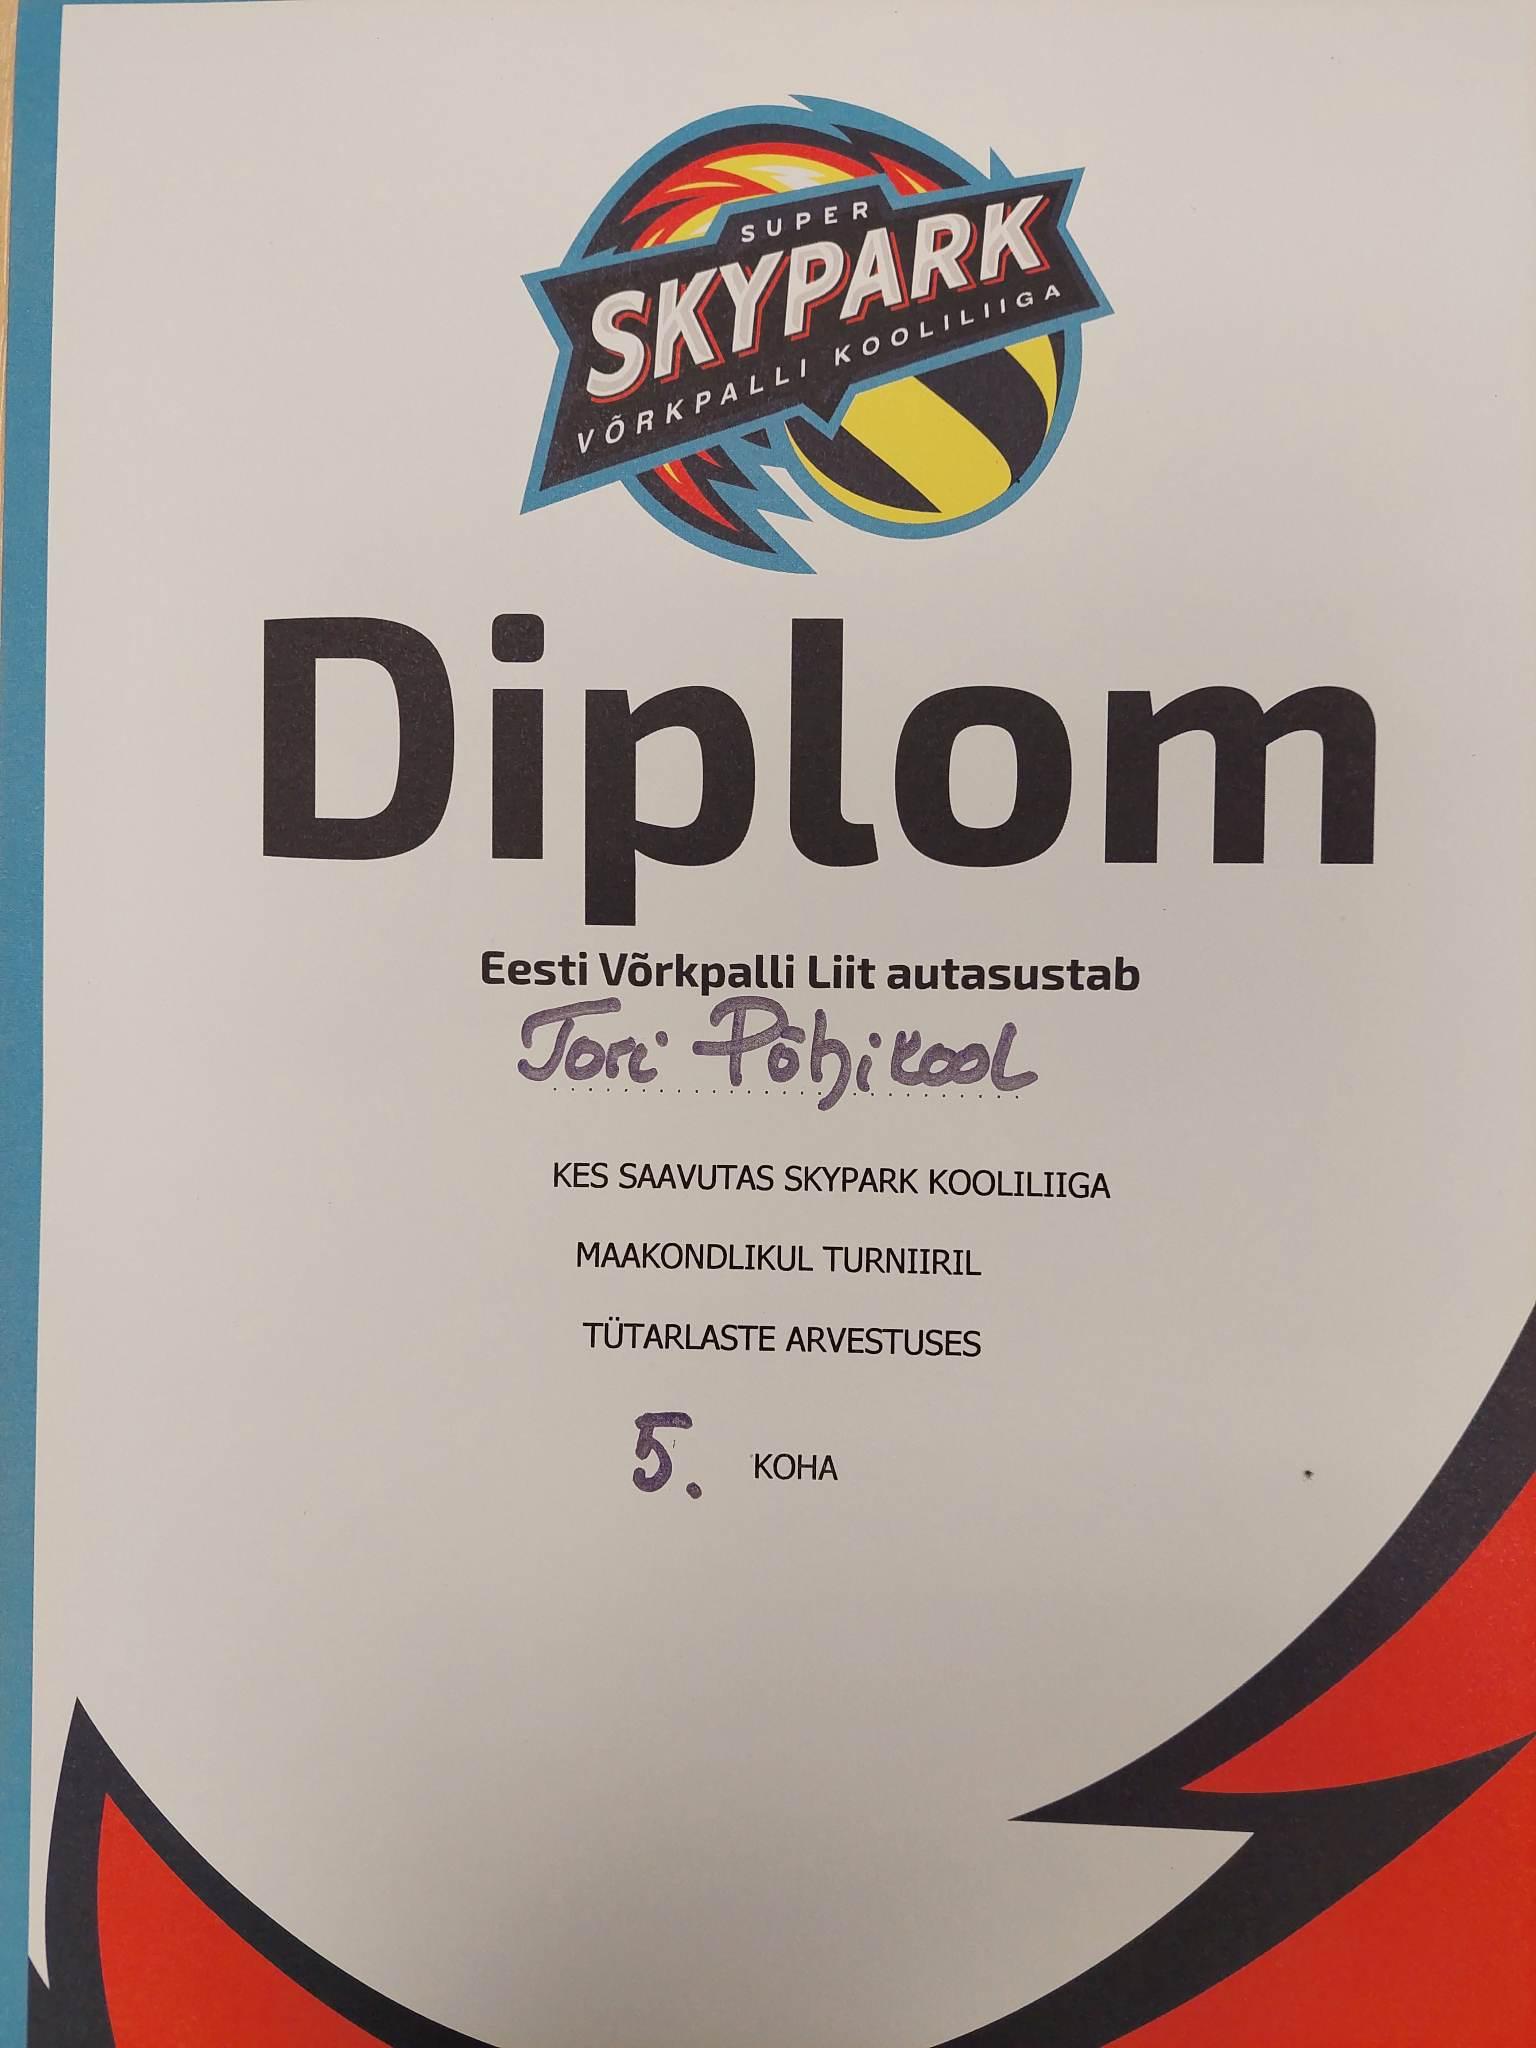 SUPER
SKYPARK
VÕRKPALLI KOOLILIIGA
Diplom
Eesti Võrkpalli Liit autasustab
Tori Põhikool
KES SAAVUTAS SKYPARK KOOLILIIGA
MAAKONDLIKUL TURNIIRIL
TÜTARLASTE ARVESTUSES
5. KOHA